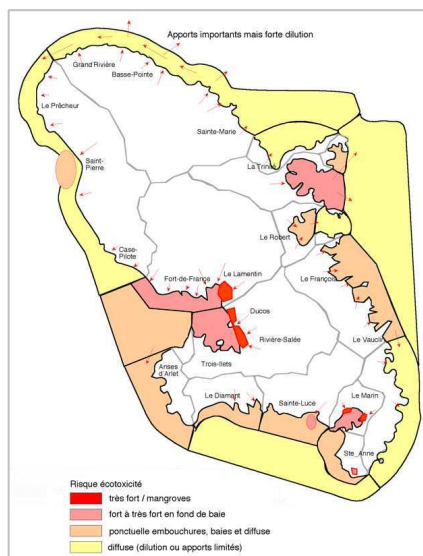 Apports importants mais forte dilution
Grand Rivière
Basse-Pointe
Le Prêcheur
Sainte-Marie
Saint-
Pierre
La Trinité
Case-
Pilote
Fort-de-France
Le Lamentin
Le Robert
Le François
Ducos
Rivière-Salée
Le Vauclin
Trois-Ilets
Anses
d'Arlet
Le Diamant
Sainte-Luce
Le Marin
Ste_Anne
Risque écotoxicité
très fort / mangroves
fort à très fort en fond de baie
ponctuelle embouchures, baies et diffuse
diffuse (dilution ou apports limités)